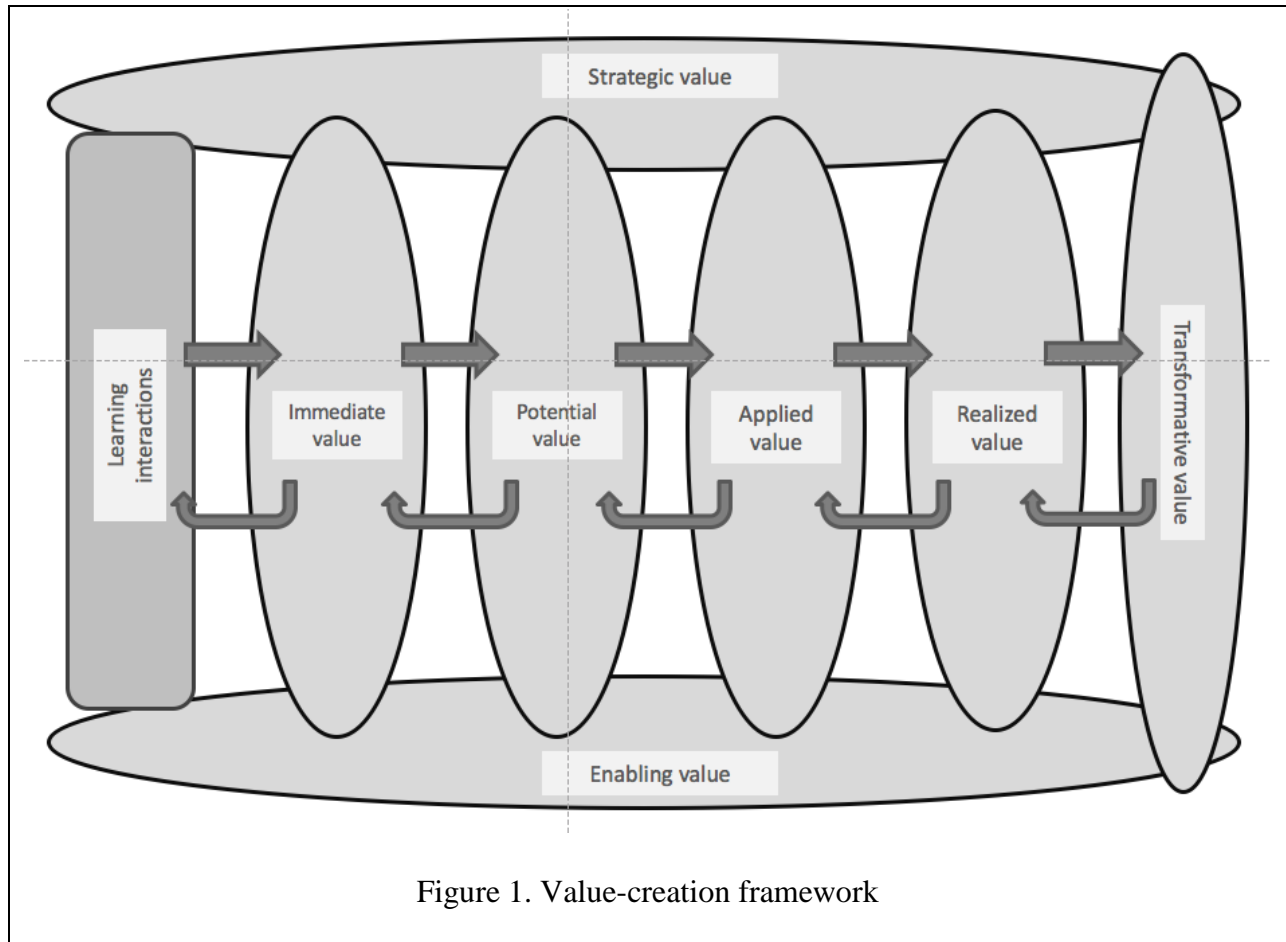 Strategic value
Learning
interactions
Immediate
value
Potential
value
Applied
value
Realized
value
Transformative value
Enabling value
Figure 1. Value-creation framework